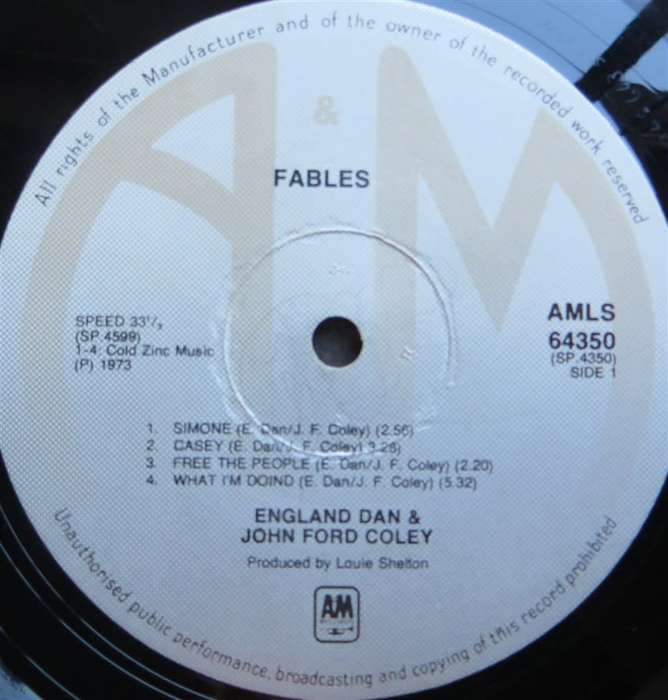 All rights of the Manufacturer and of the owner of the recorded work reserved
&
FABLES
SPEED 33⅓
(SP.4599)
1-4: Cold Zinc Music
(P) 1973
AMLS
64350
(SP.4350)
SIDE 1
1. SIMONE (E. Dan/J. F. Coley) (2.56)
2. CASEY (E. Dan/J. F. Coley) 3.28)
3. FREE THE PEOPLE (E. Dan/J. F. Coley) (2.20)
4. WHAT I'M DOIND (E. Dan/J. F. Coley) (5.32)
ENGLAND DAN &
JOHN FORD COLEY
Produced by Louie Shelton
A&M
Unauthorised public performance, broadcasting and copying of this record prohibited